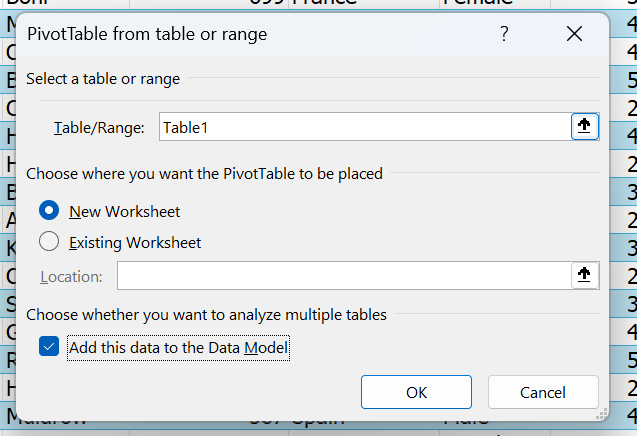 PivotTable from table or range ?
Select a table or range
Table/Range: Table1
Choose where you want the PivotTable to be placed
New Worksheet
Existing Worksheet
Location:
Choose whether you want to analyze multiple tables
Add this data to the Data Model
OK Cancel